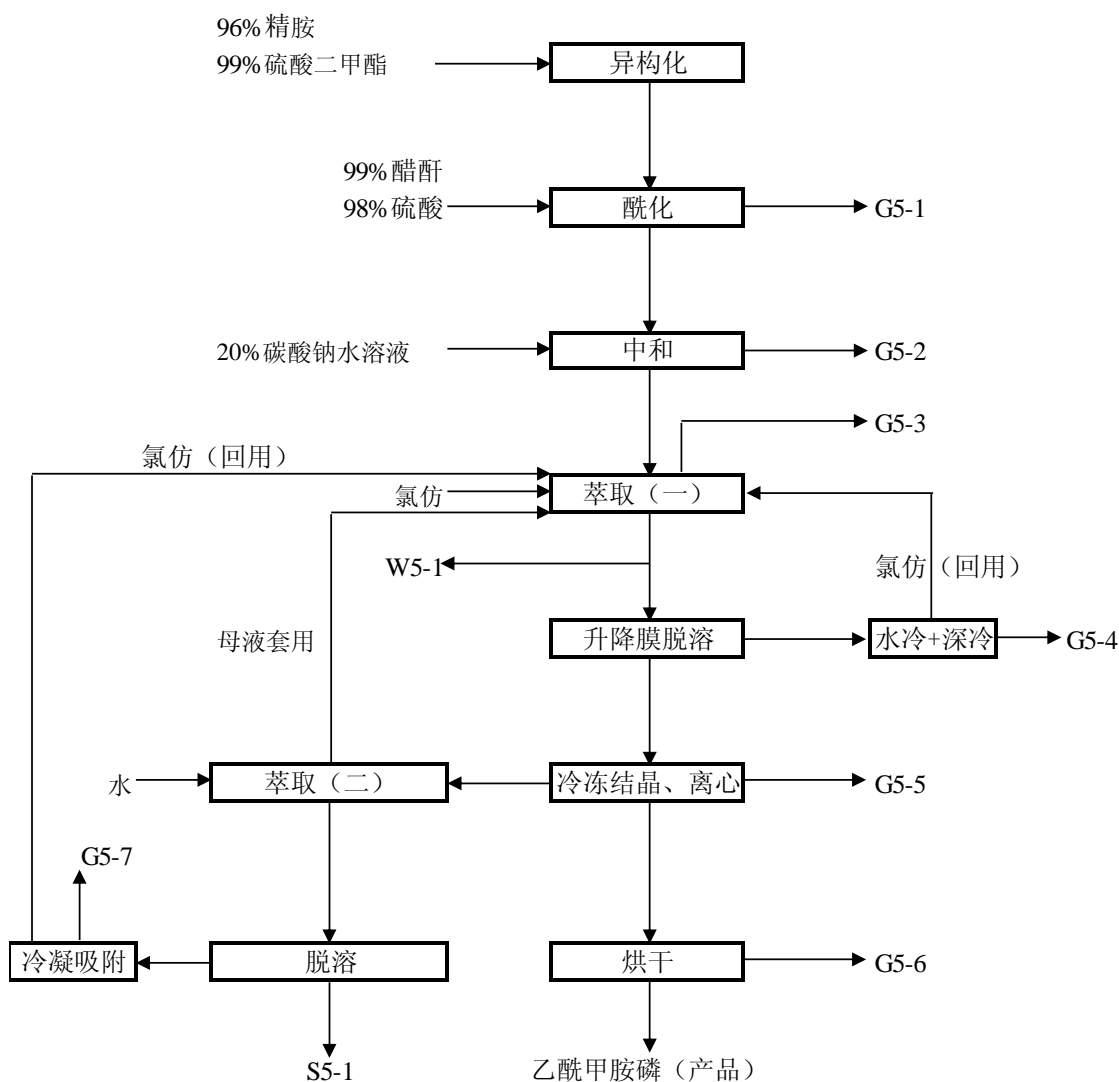 96%精胺
99%硫酸二甲酯
异构化
99%醋酐
98%硫酸
酰化
G5-1
20%碳酸钠水溶液
中和
G5-2
G5-3
氯仿（回用）
氯仿
萃取（一）
W5-1
氯仿（回用）
母液套用
升降膜脱溶
水冷+深冷
G5-4
水
萃取（二）
冷冻结晶、离心
G5-5
G5-7
冷凝吸附
脱溶
烘干
G5-6
S5-1
乙酰甲胺磷（产品）